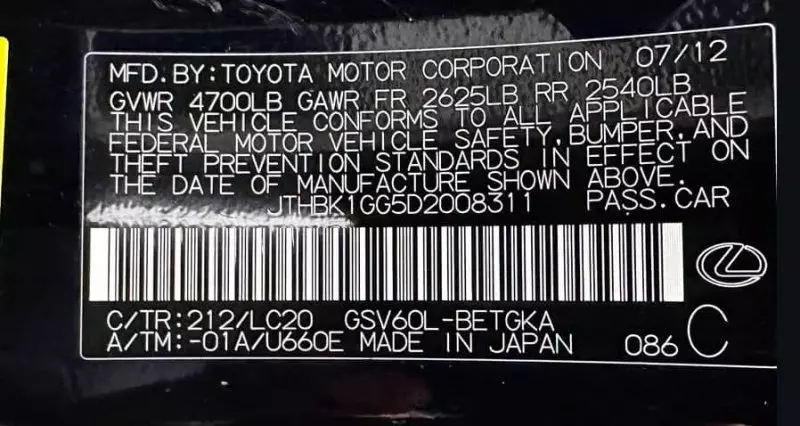 MFD.BY:TOYOTA MOTOR CORPORATION 07/12
GVWR 4700LB GAWR FR 2625LB RR 2540LB
THIS VEHICLE CONFORMS TO ALL APPLICABLE
FEDERAL MOTOR VEHICLE SAFETY,BUMPER,AND
THEFT PREVENTION STANDARDS IN EFFECT ON
THE DATE OF MANUFACTURE SHOWN ABOVE.
JTHBK1GG5D2008311 PASS.CAR
C/TR:212/LC20 GSV60L-BETGKA
A/TM:-01A/U660E MADE IN JAPAN 086 C